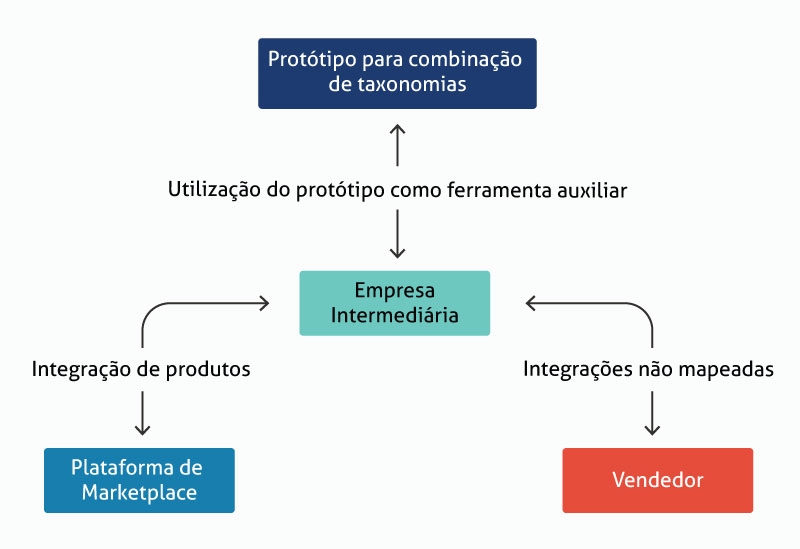 Protótipo para combinação
de taxonomias
Utilização do protótipo como ferramenta auxiliar
Empresa
Intermediária
Integração de produtos
Integrações não mapeadas
Plataforma de
Marketplace
Vendedor